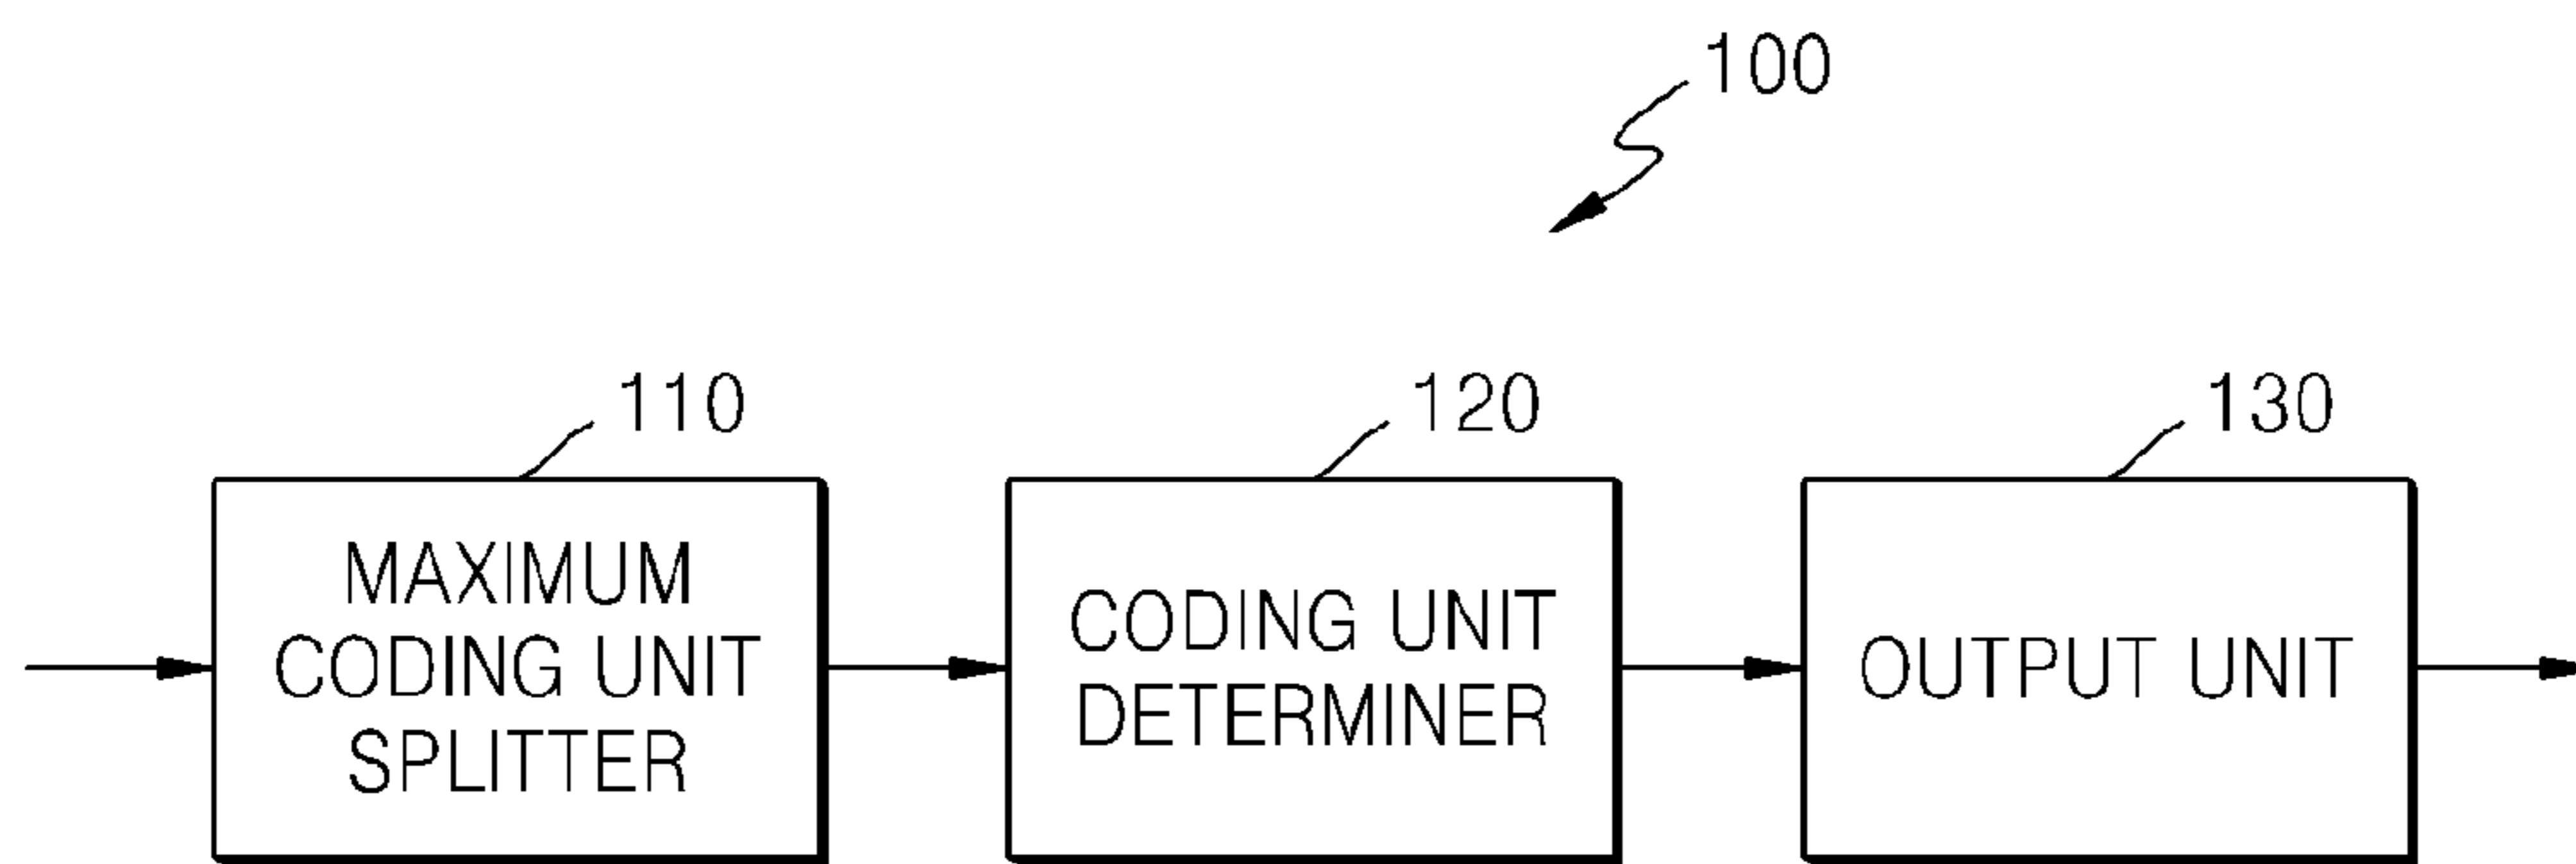 100
110
120
130
MAXIMUM
CODING UNIT
SPLITTER
CODING UNIT
DETERMINER
OUTPUT UNIT